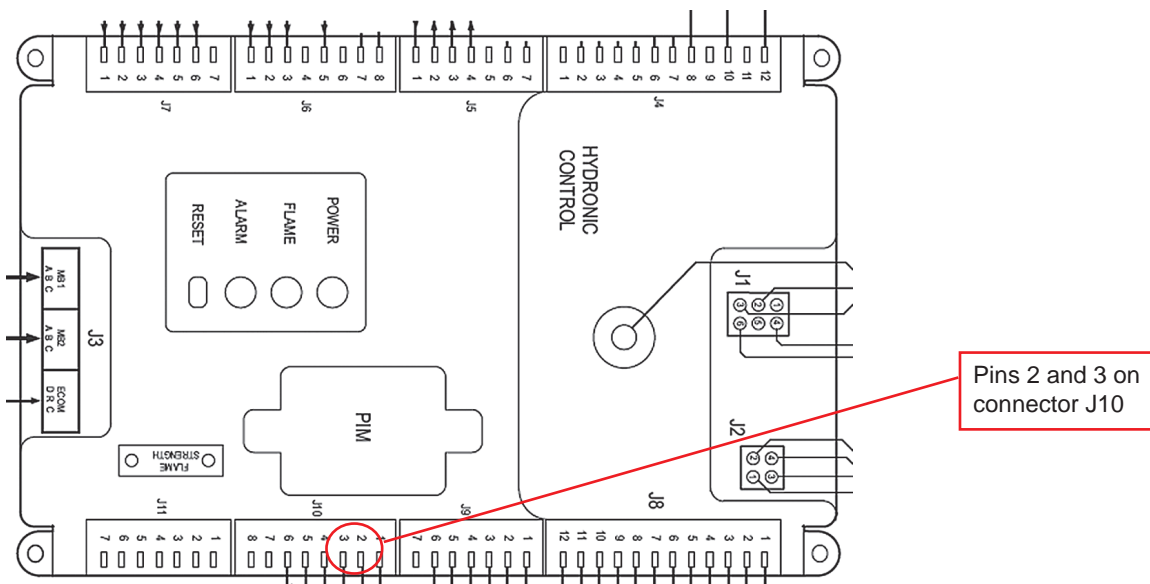 1 2 3 4 5 6 7
J7
1 2 3 4 5 6 7 8
J6
1 2 3 4 5 6 7
J5
1 2 3 4 5 6 7 8 9 10 11 12
J4
HYDRONIC
CONTROL
RESET
ALARM
FLAME
POWER
MB1
A B C
MB2
A B C
ECOM
D R C
J3
J1
3 2 1
6 5 4
PIM
J2
2 4
1 3
FLAME
STRENGTH
Pins 2 and 3 on
connector J10
J11
7 6 5 4 3 2 1
J10
8 7 6 5 4 3 2 1
J9
7 6 5 4 3 2 1
J8
12 11 10 9 8 7 6 5 4 3 2 1